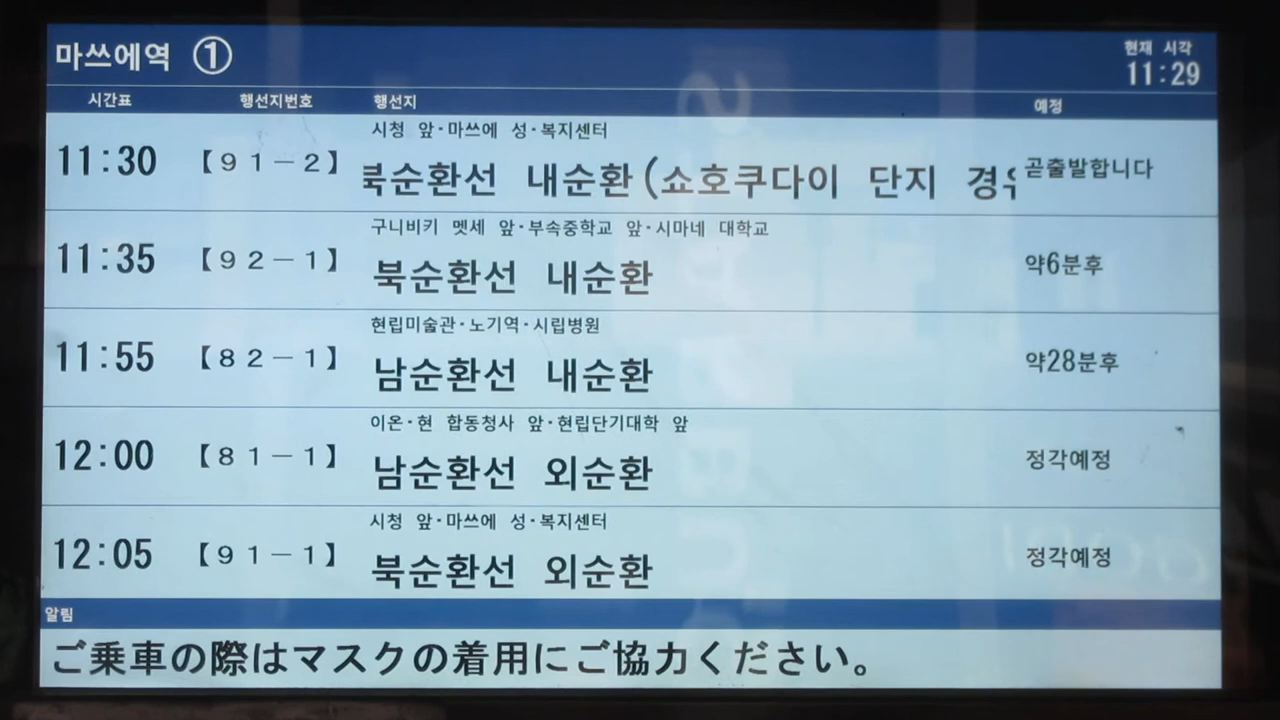 마쓰에역 ① 현재 시각
11:29
시간표 행선지번호 행선지 예정
시청 앞·마쓰에 성·복지센터
11:30 【91－2】 북순환선 내순환(쇼호쿠다이 단지 경 곧출발합니다
구니비키 멧세 앞·부속중학교 앞·시마네 대학교
11:35 【92－1】 북순환선 내순환 약6분후
현립미술관·노기역·시립병원
11:55 【82－1】 남순환선 내순환 약28분후
이온·현 합동청사 앞·현립단기대학 앞
12:00 【81－1】 남순환선 외순환 정각예정
시청 앞·마쓰에 성·복지센터
12:05 【91－1】 북순환선 외순환 정각예정
알림
ご乗車の際はマスクの着用にご協力ください。